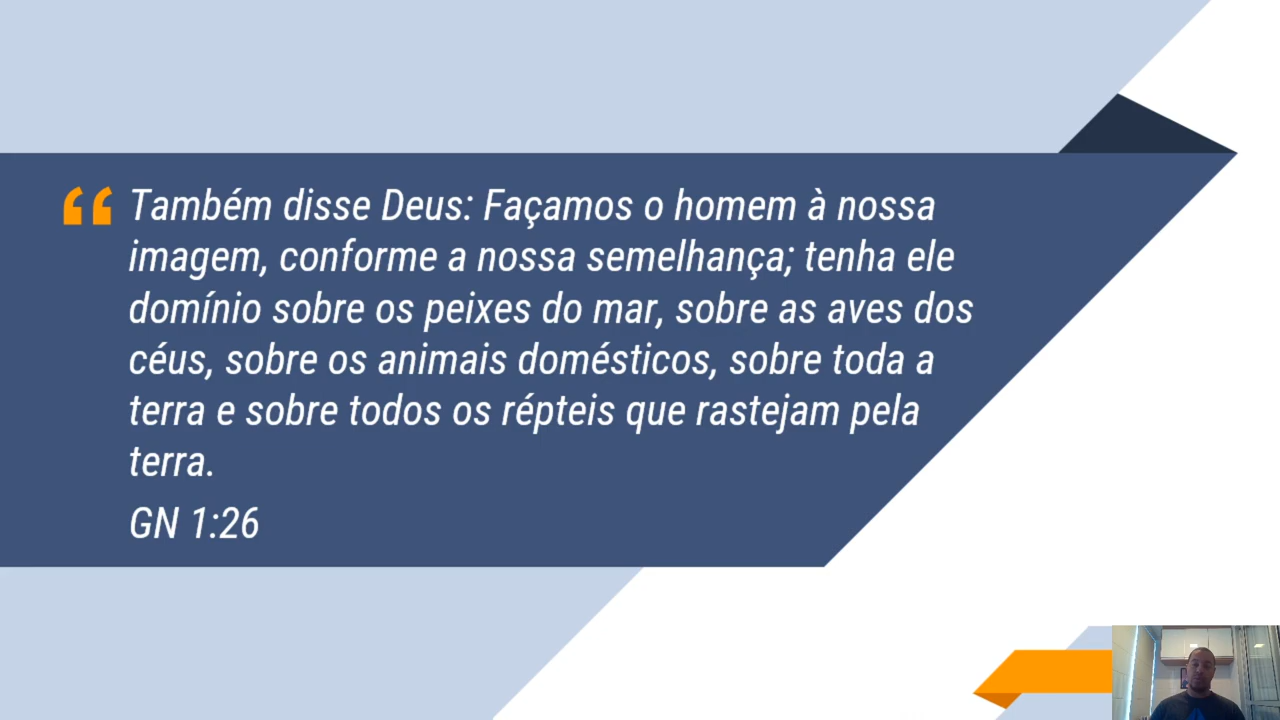 “ Também disse Deus: Façamos o homem à nossa
imagem, conforme a nossa semelhança; tenha ele
domínio sobre os peixes do mar, sobre as aves dos
céus, sobre os animais domésticos, sobre toda a
terra e sobre todos os répteis que rastejam pela
terra.
GN 1:26